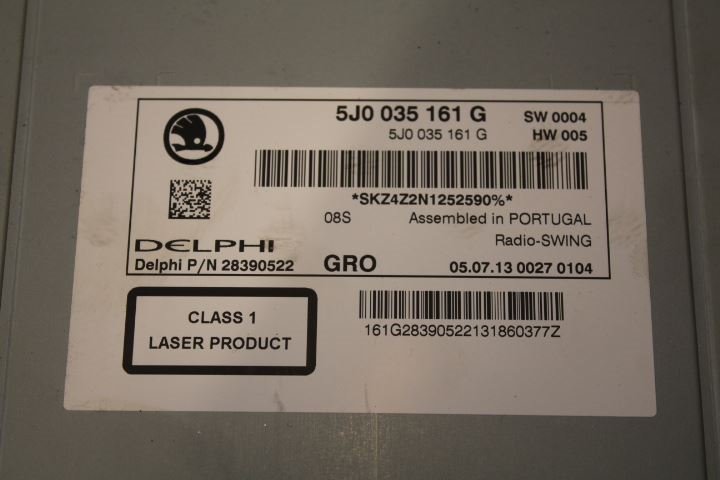 5J0 035 161 G SW 0004
5J0 035 161 G HW 005
*SKZ4Z2N1252590%*
08S Assembled in PORTUGAL
DELPHI Radio-SWING
Delphi P/N 28390522 GRO 05.07.13 0027 0104
CLASS 1
LASER PRODUCT
161G28390522131860377Z